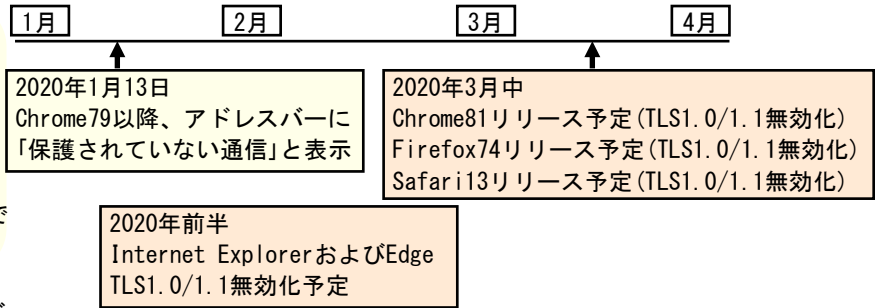 1月 2月 3月 4月
2020年1月13日
Chrome79以降、アドレスバーに
「保護されていない通信」と表示
2020年3月中
Chrome81リリース予定(TLS1.0/1.1無効化)
Firefox74リリース予定(TLS1.0/1.1無効化)
Safari13リリース予定(TLS1.0/1.1無効化)
で
2020年前半
Internet ExplorerおよびEdge
TLS1.0/1.1無効化予定